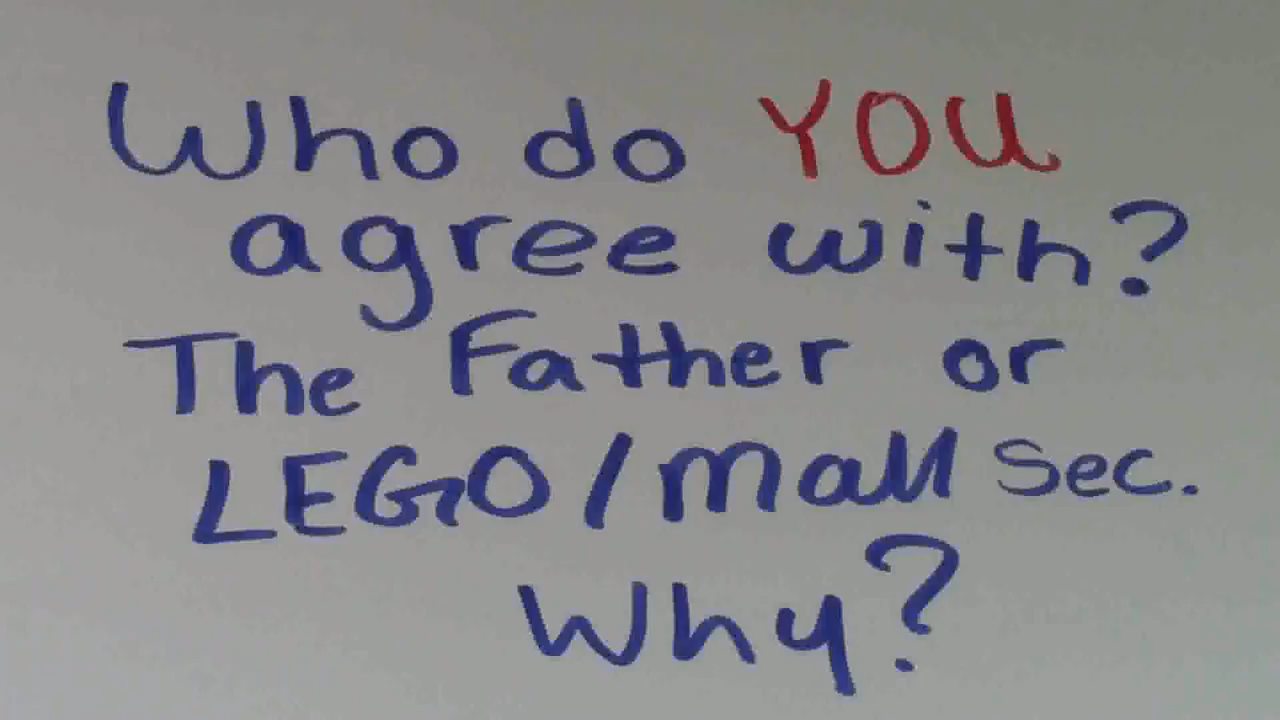 Who do YOU
agree with?
The Father or
LEGO/Mall Sec.
Why?